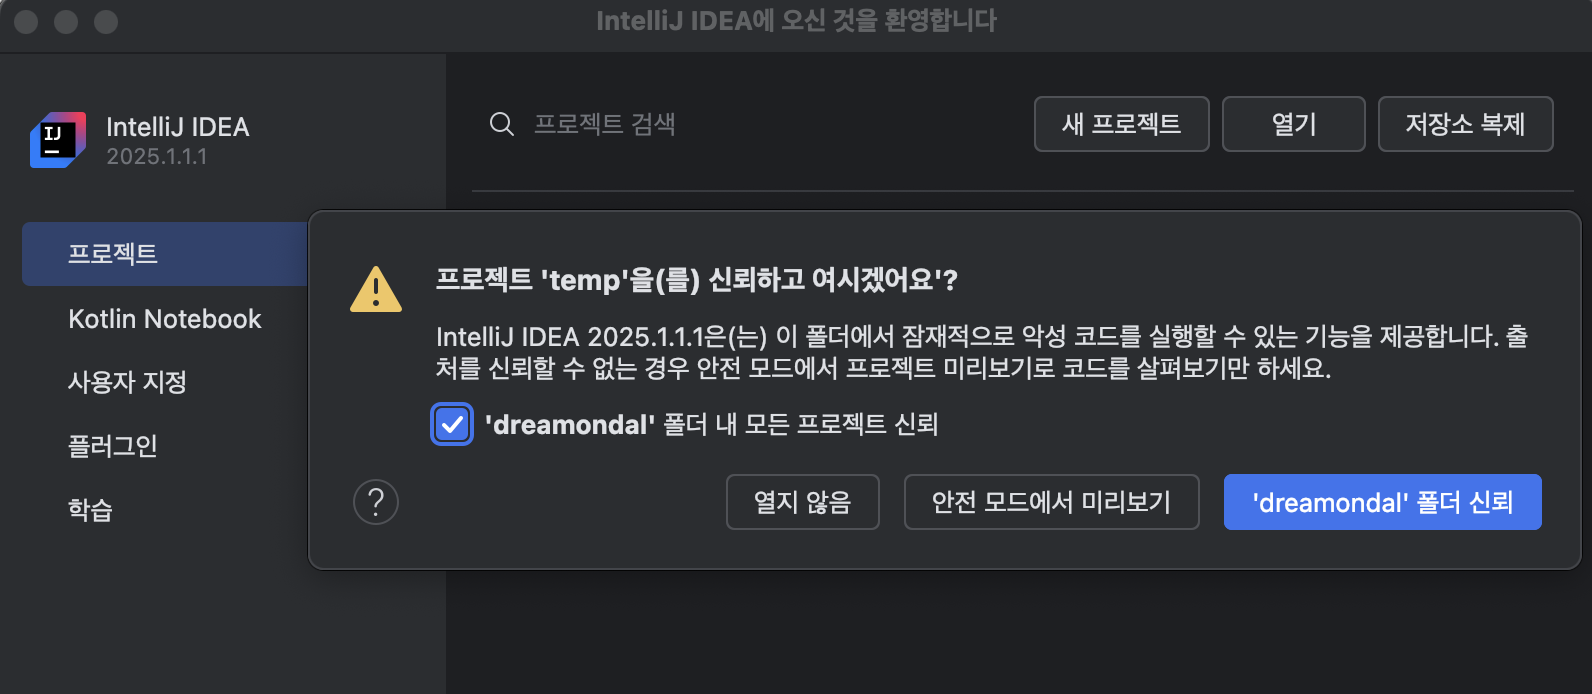 IntelliJ IDEA에 오신 것을 환영합니다
IJ
IntelliJ IDEA
2025.1.1.1
프로젝트 검색
새 프로젝트
열기
저장소 복제
프로젝트
Kotlin Notebook
사용자 지정
플러그인
학습
프로젝트 'temp'을(를) 신뢰하고 여시겠어요'?
IntelliJ IDEA 2025.1.1.1은(는) 이 폴더에서 잠재적으로 악성 코드를 실행할 수 있는 기능을 제공합니다. 출
처를 신뢰할 수 없는 경우 안전 모드에서 프로젝트 미리보기로 코드를 살펴보기만 하세요.
'dreamondal' 폴더 내 모든 프로젝트 신뢰
?
열지 않음
안전 모드에서 미리보기
'dreamondal' 폴더 신뢰